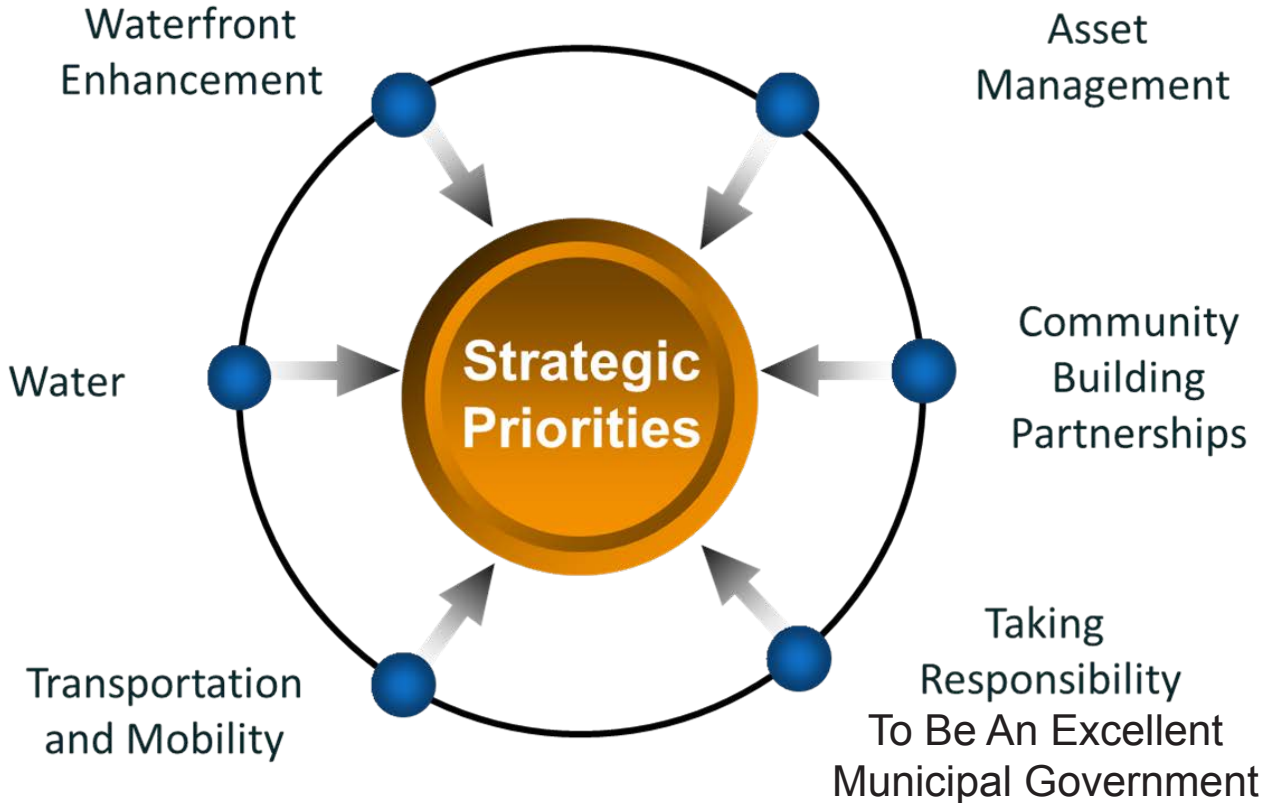 Waterfront
Enhancement
Asset
Management
Strategic
Priorities
Community
Building
Partnerships
Water
Transportation
and Mobility
Taking
Responsibility
To Be An Excellent
Municipal Government